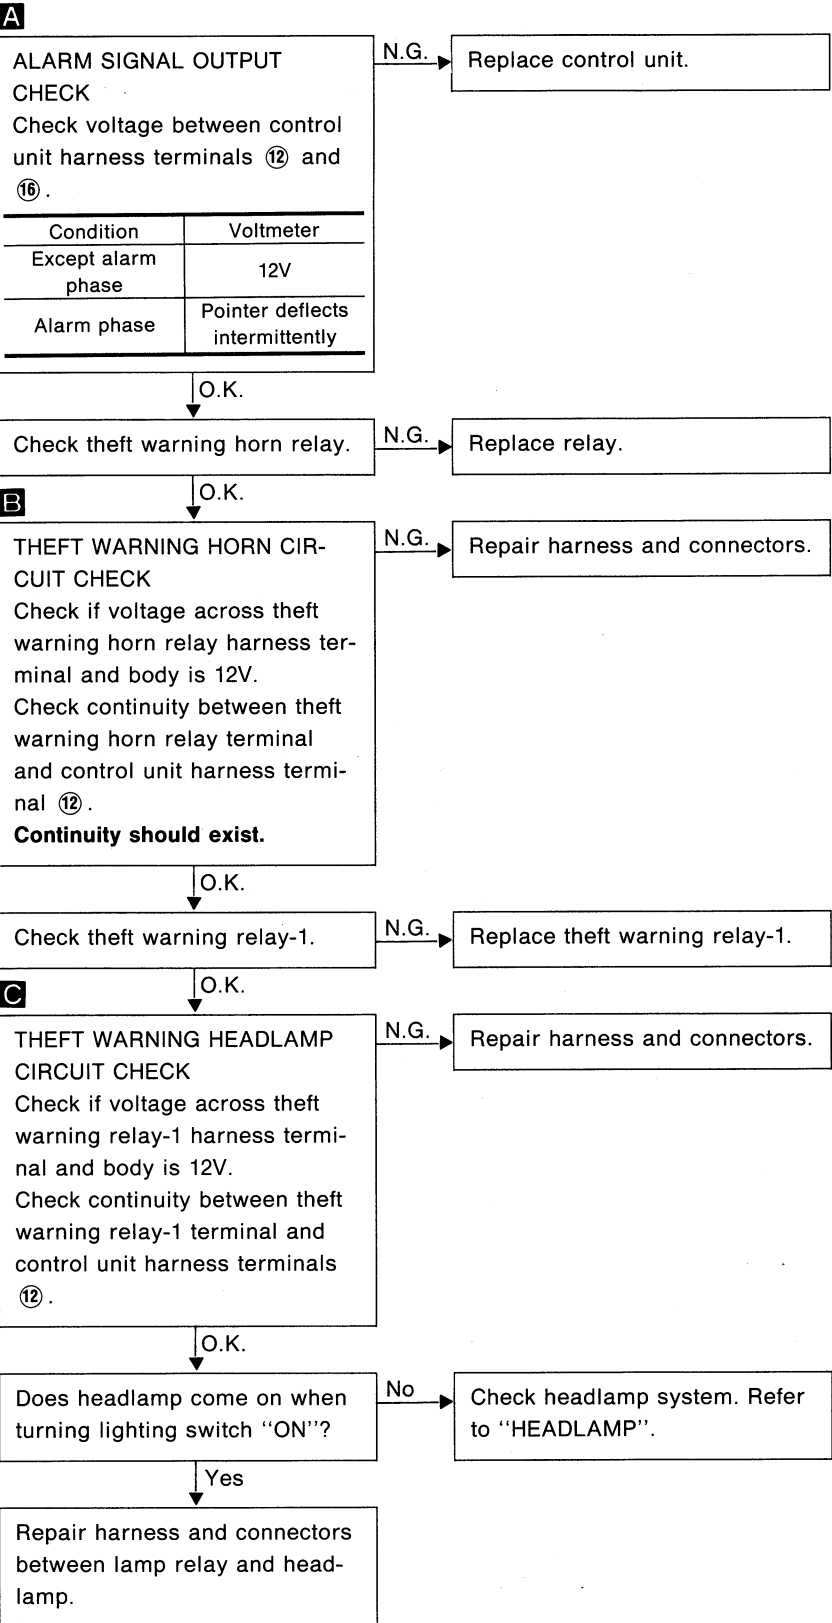 A
ALARM SIGNAL OUTPUT
CHECK
Check voltage between control
unit harness terminals ⑫ and
⑯ .
Condition Voltmeter
Except alarm
phase
12V
Alarm phase
Pointer deflects
intermittently
N.G.
Replace control unit.
O.K.
Check theft warning horn relay.
N.G.
Replace relay.
O.K.
B
THEFT WARNING HORN CIR-
CUIT CHECK
Check if voltage across theft
warning horn relay harness ter-
minal and body is 12V.
Check continuity between theft
warning horn relay terminal
and control unit harness termi-
nal ⑫ .
Continuity should exist.
N.G.
Repair harness and connectors.
O.K.
Check theft warning relay-1.
N.G.
Replace theft warning relay-1.
O.K.
C
THEFT WARNING HEADLAMP
CIRCUIT CHECK
Check if voltage across theft
warning relay-1 harness termi-
nal and body is 12V.
Check continuity between theft
warning relay-1 terminal and
control unit harness terminals
⑫ .
N.G.
Repair harness and connectors.
O.K.
Does headlamp come on when
turning lighting switch "ON"?
No
Check headlamp system. Refer
to "HEADLAMP".
Yes
Repair harness and connectors
between lamp relay and head-
lamp.